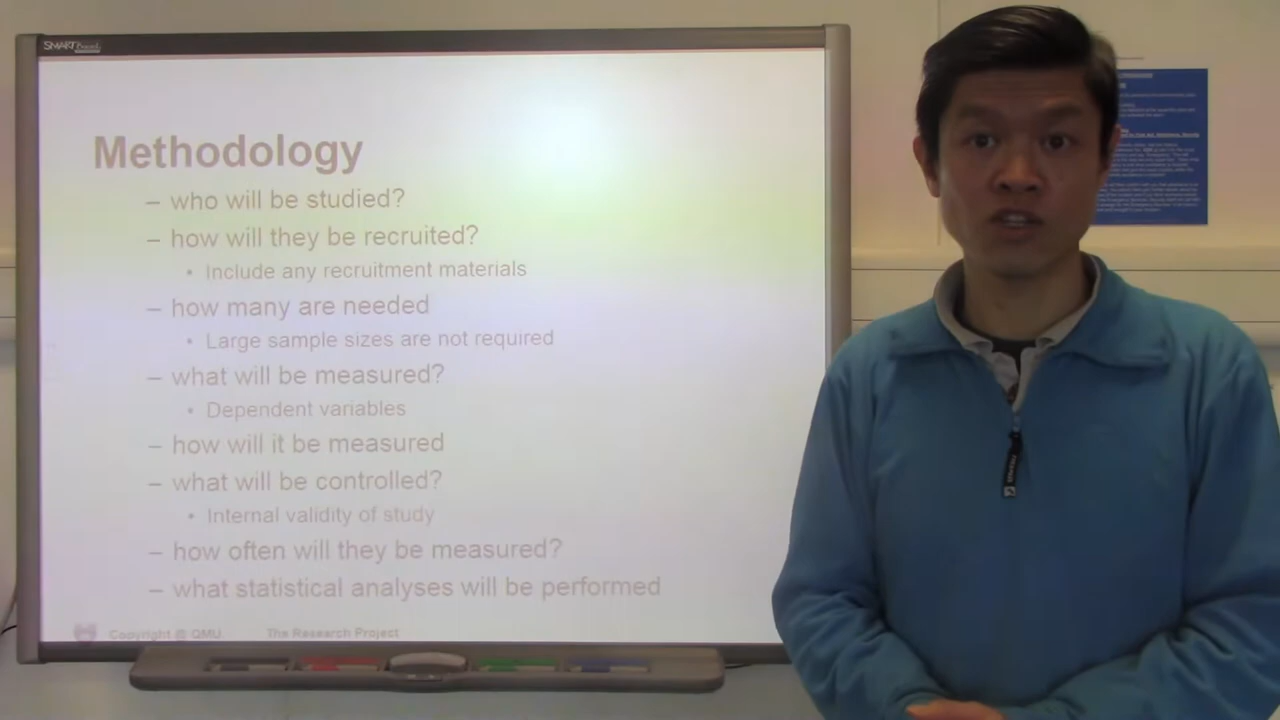 SMART Board
Methodology
– who will be studied?
– how will they be recruited?
• Include any recruitment materials
– how many are needed
• Large sample sizes are not required
– what will be measured?
• Dependent variables
– how will it be measured
– what will be controlled?
• Internal validity of study
– how often will they be measured?
– what statistical analyses will be performed
Copyright @ QMU The Research Project